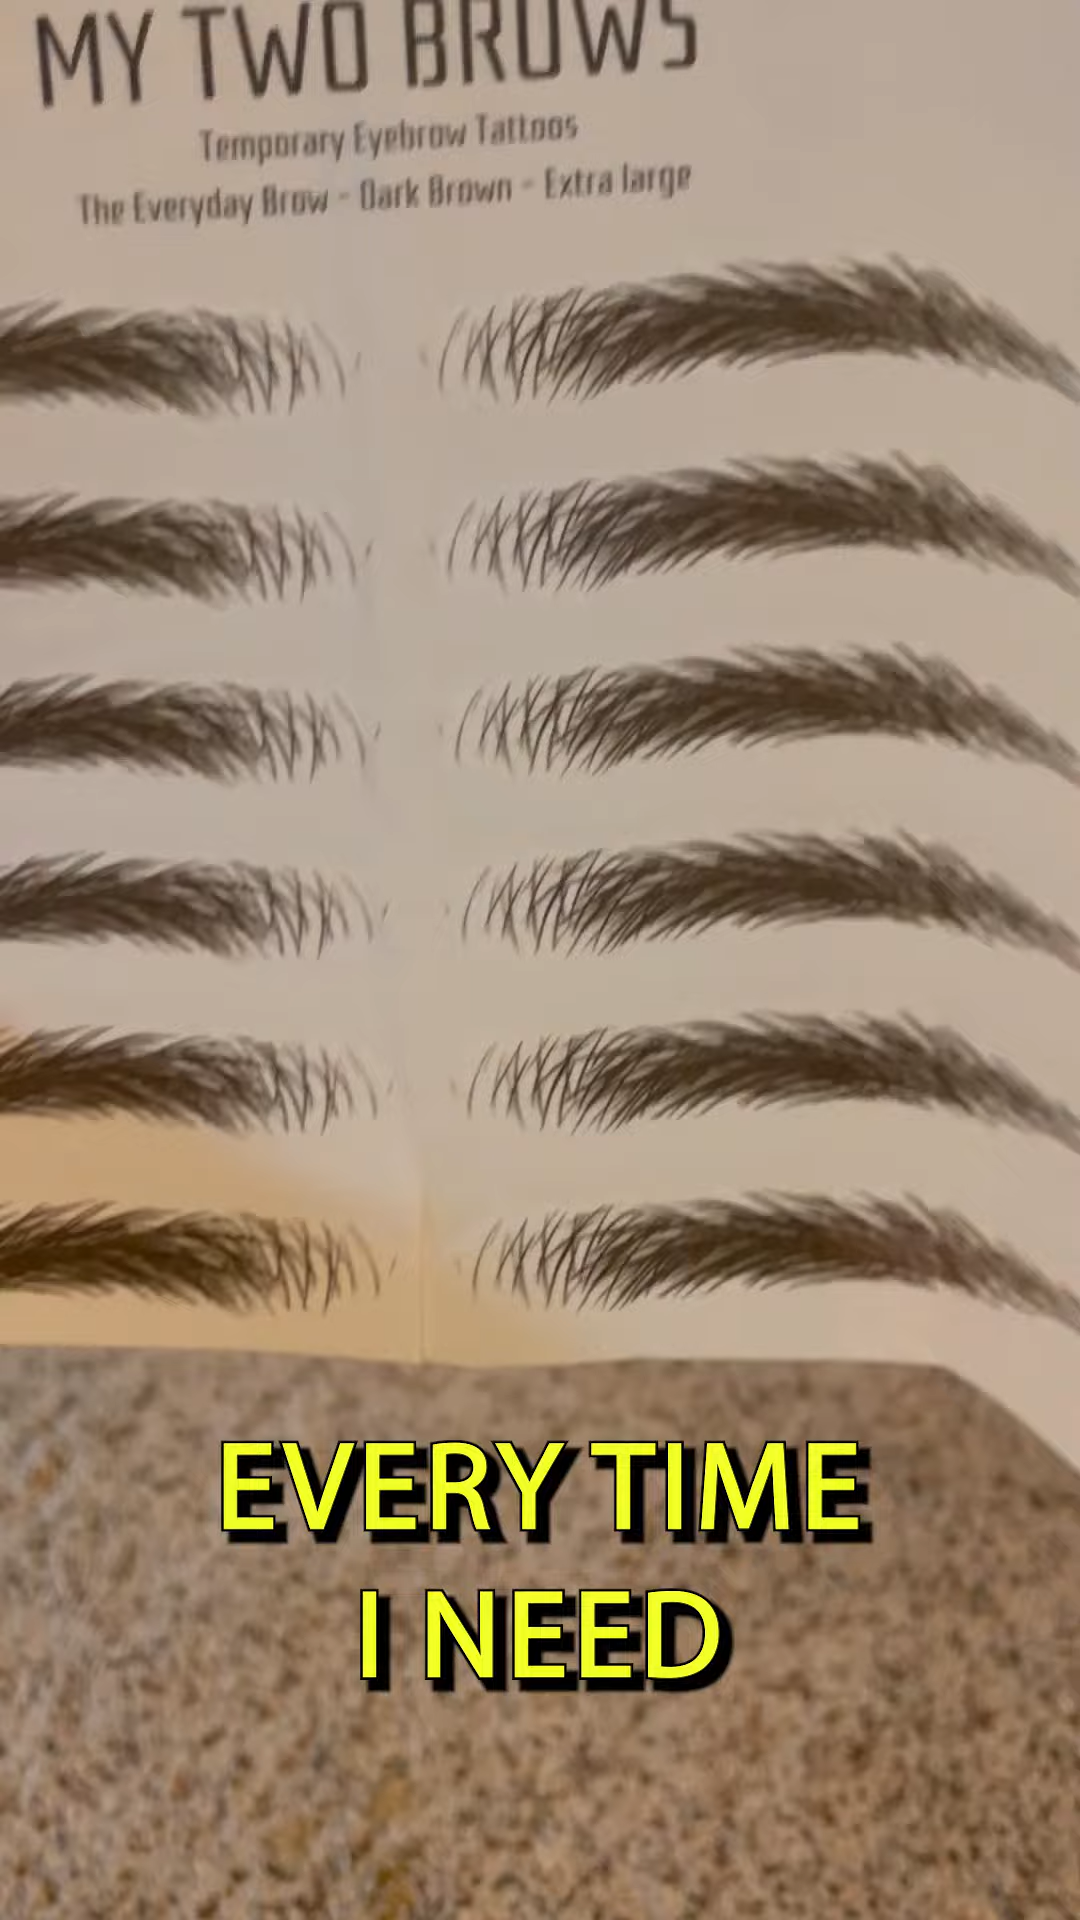 MY TWO BROWS
Temporary Eyebrow Tattoos
The Everyday Brow - Dark Brown - Extra large
EVERY TIME
I NEED